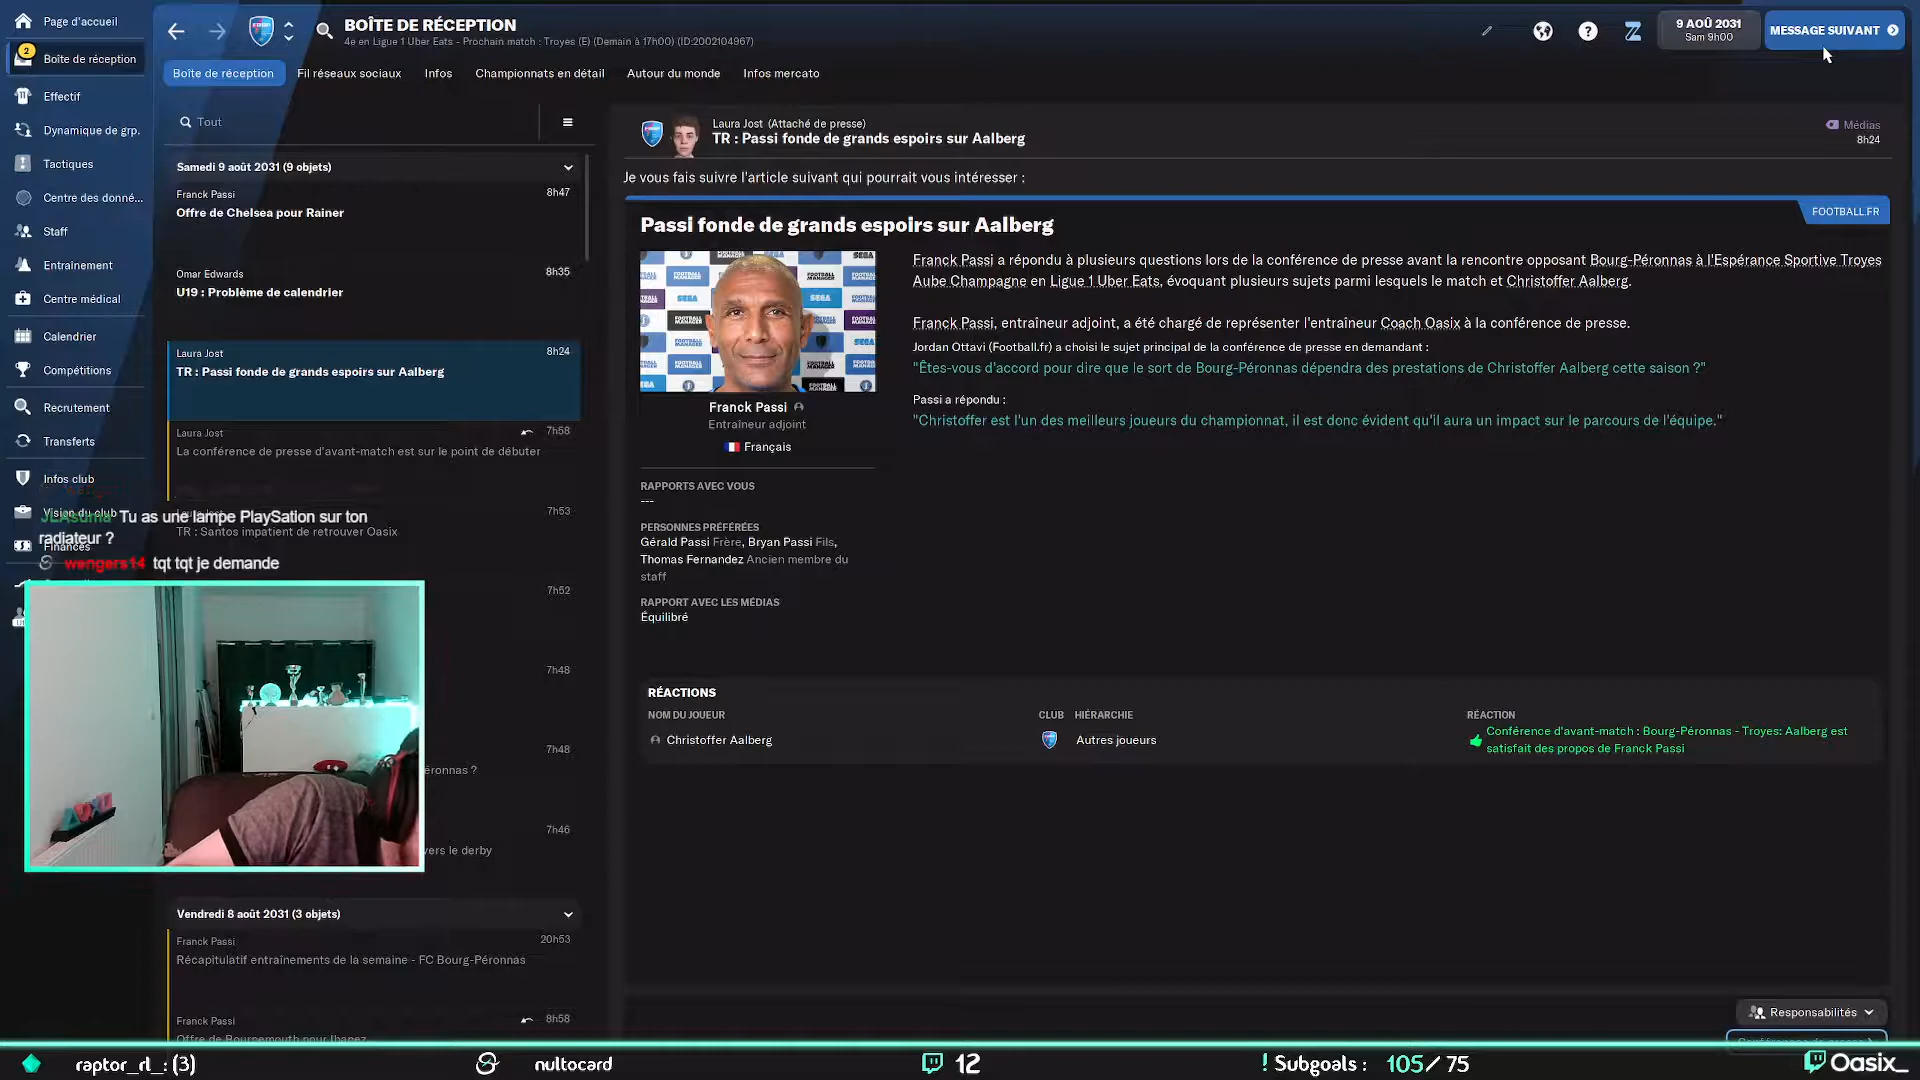 Page d'accueil
2
Boîte de réception
Effectif
Dynamique de grp.
Tactiques
Centre des donné...
Staff
Entraînement
Centre médical
Calendrier
Compétitions
Recrutement
Transferts
Infos club
Vision du club
Finances
BOÎTE DE RÉCEPTION
4e en Ligue 1 Uber Eats - Prochain match : Troyes (E) (Demain à 17h00) (ID:2002104967)
9 AOÛ 2031
Sam 9h00
MESSAGE SUIVANT
Boîte de réception
Fil réseaux sociaux
Infos
Championnats en détail
Autour du monde
Infos mercato
Tout
Samedi 9 août 2031 (9 objets)
Franck Passi 8h47
Offre de Chelsea pour Rainer
Omar Edwards 8h35
U19 : Problème de calendrier
Laura Jost 8h24
TR : Passi fonde de grands espoirs sur Aalberg
Laura Jost 7h58
La conférence de presse d'avant-match est sur le point de débuter
7h53
TR : Santos impatient de retrouver Oasix
7h52
7h48
7h48
éronnas ?
7h46
vers le derby
Vendredi 8 août 2031 (3 objets)
Franck Passi 20h53
Récapitulatif entraînements de la semaine - FC Bourg-Péronnas
Franck Passi 8h58
Offre de Bournemouth pour Ibanez
JLAsuma Tu as une lampe PlaySation sur ton
radiateur ?
wengers14 tqt tqt je demande
Laura Jost (Attaché de presse)
TR : Passi fonde de grands espoirs sur Aalberg
Médias
8h24
Je vous fais suivre l'article suivant qui pourrait vous intéresser :
FOOTBALL.FR
Passi fonde de grands espoirs sur Aalberg
Franck Passi
Entraîneur adjoint
Français
RAPPORTS AVEC VOUS
---
PERSONNES PRÉFÉRÉES
Gérald Passi Frère, Bryan Passi Fils,
Thomas Fernandez Ancien membre du
staff
RAPPORT AVEC LES MÉDIAS
Équilibré
Franck Passi a répondu à plusieurs questions lors de la conférence de presse avant la rencontre opposant Bourg-Péronnas à l'Espérance Sportive Troyes
Aube Champagne en Ligue 1 Uber Eats, évoquant plusieurs sujets parmi lesquels le match et Christoffer Aalberg.
Franck Passi, entraîneur adjoint, a été chargé de représenter l'entraîneur Coach Oasix à la conférence de presse.
Jordan Ottavi (Football.fr) a choisi le sujet principal de la conférence de presse en demandant :
"Êtes-vous d'accord pour dire que le sort de Bourg-Péronnas dépendra des prestations de Christoffer Aalberg cette saison ?"
Passi a répondu :
"Christoffer est l'un des meilleurs joueurs du championnat, il est donc évident qu'il aura un impact sur le parcours de l'équipe."
RÉACTIONS
NOM DU JOUEUR CLUB HIÉRARCHIE RÉACTION
Christoffer Aalberg Autres joueurs Conférence d'avant-match : Bourg-Péronnas - Troyes: Aalberg est
satisfait des propos de Franck Passi
Responsabilités
raptor_rl_: (3)
nultocard
12
! Subgoals : 105/ 75
Oasix_